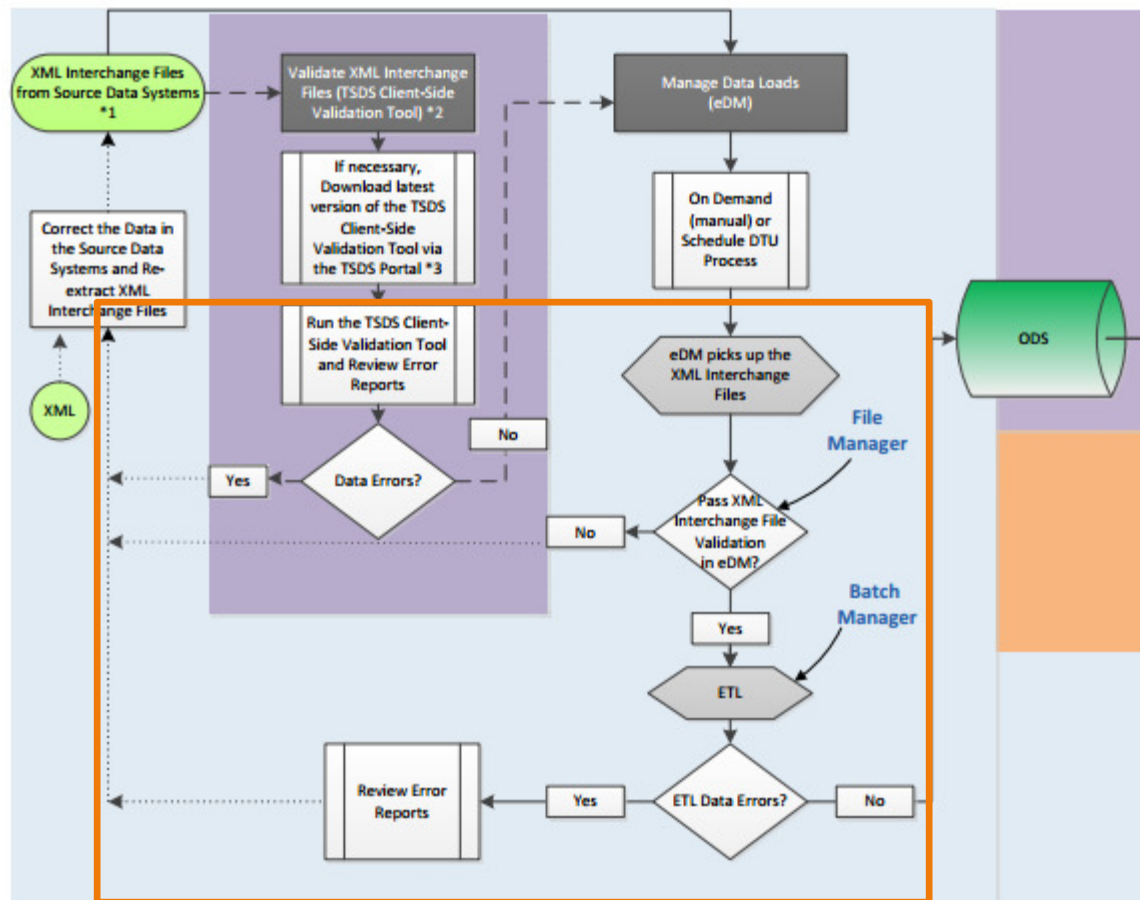 XML Interchange Files
from Source Data Systems
*1
Validate XML Interchange
Files (TSDS Client-Side
Validation Tool) *2
Manage Data Loads
(eDM)
If necessary,
Download latest
version of the TSDS
Client-Side
Validation Tool via
the TSDS Portal *3
On Demand
(manual) or
Schedule DTU
Process
Correct the Data in
the Source Data
Systems and Re-
extract XML
Interchange Files
Run the TSDS Client-
Side Validation Tool
and Review Error
Reports
eDM picks up the
XML Interchange
Files
ODS
XML
No
File
Manager
Yes
Data Errors?
Pass XML
Interchange File
Validation
in eDM?
No
Batch
Manager
Yes
ETL
Review Error
Reports
Yes
ETL Data Errors?
No